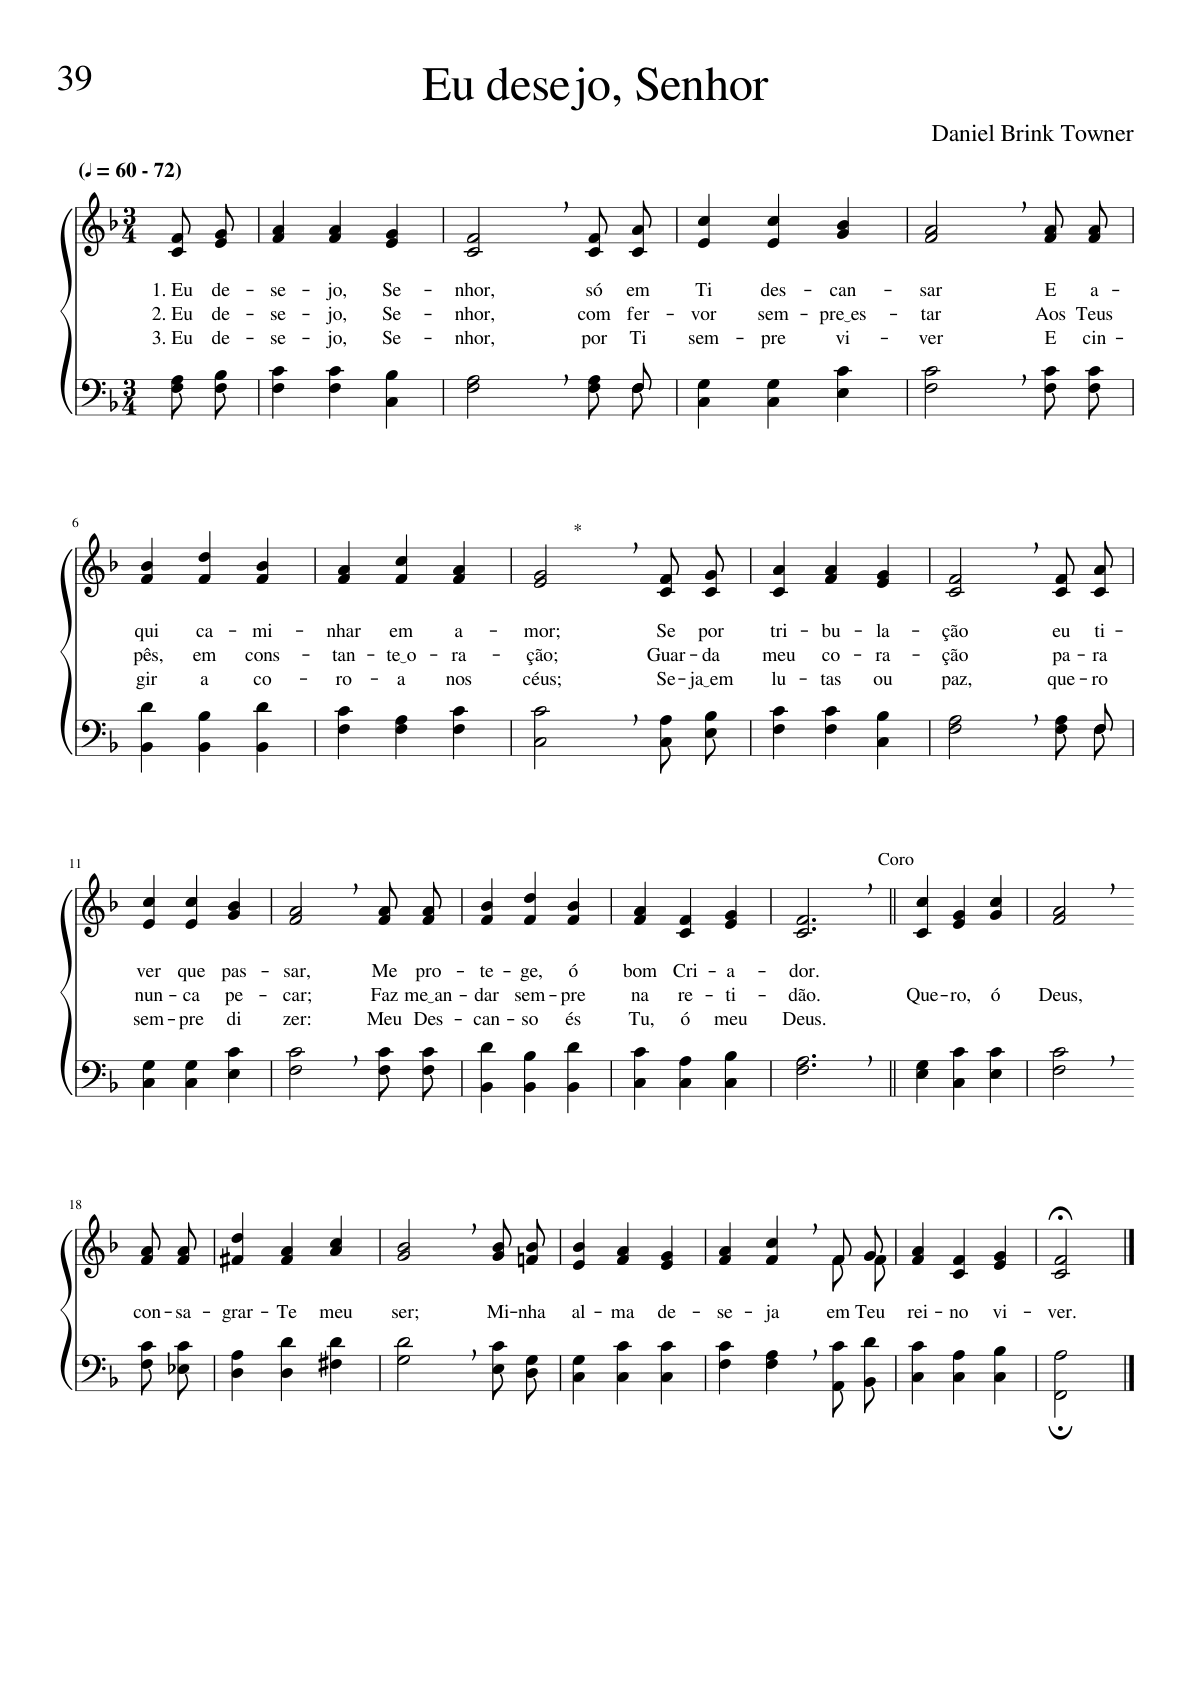 39
Eu desejo, Senhor
Daniel Brink Towner
(♩ = 60 - 72)
1. Eu de - se - jo, Se - nhor, só em Ti des - can - sar E a -
2. Eu de - se - jo, Se - nhor, com fer - vor sem - pre‿es - tar Aos Teus
3. Eu de - se - jo, Se - nhor, por Ti sem - pre vi - ver E cin -
6
*
qui ca - mi - nhar em a - mor; Se por tri - bu - la - ção eu ti -
pês, em cons - tan - te‿o - ra - ção; Guar - da meu co - ra - ção pa - ra
gir a co - ro - a nos céus; Se - ja‿em lu - tas ou paz, que - ro
11
Coro
ver que pas - sar, Me pro - te - ge, ó bom Cri - a - dor.
nun - ca pe - car; Faz me‿an - dar sem - pre na re - ti - dão. Que - ro, ó Deus,
sem - pre di zer: Meu Des - can - so és Tu, ó meu Deus.
18
con - sa - grar - Te meu ser; Mi - nha al - ma de - se - ja em Teu rei - no vi - ver.